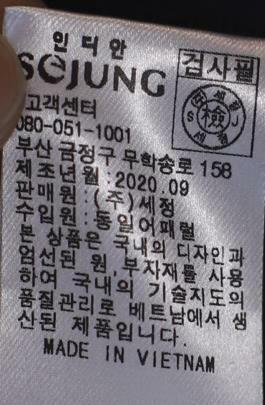 인디안
SEJUNG
검사필
고객센터
080-051-1001
부산 금정구 무학송로 158
제조년월:2020.09
판매원:(주)세정
수입원:동일어패럴
본 상품은 국내의 디자인과
엄선된 원,부자재를 사용
하여 국내의 기술지도의
품질관리로 베트남에서 생
산된 제품입니다.
MADE IN VIETNAM